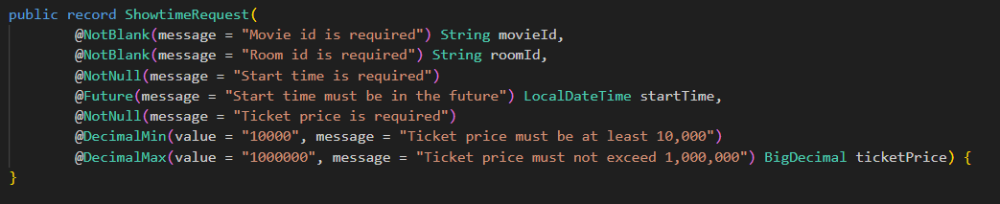 public record ShowtimeRequest(
@NotBlank(message = "Movie id is required") String movieId,
@NotBlank(message = "Room id is required") String roomId,
@NotNull(message = "Start time is required")
@Future(message = "Start time must be in the future") LocalDateTime startTime,
@NotNull(message = "Ticket price is required")
@DecimalMin(value = "10000", message = "Ticket price must be at least 10,000")
@DecimalMax(value = "1000000", message = "Ticket price must not exceed 1,000,000") BigDecimal ticketPrice) {
}